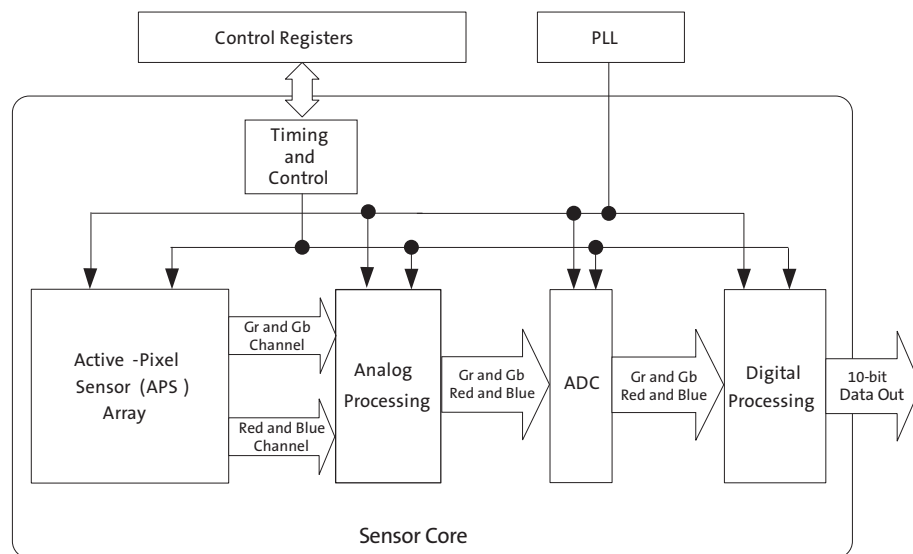 Control Registers
PLL
Timing
and
Control
Active -Pixel
Sensor (APS )
Array
Gr and Gb
Channel
Red and Blue
Channel
Analog
Processing
Gr and Gb
Red and Blue
ADC
Gr and Gb
Red and Blue
Digital
Processing
10-bit
Data Out
Sensor Core